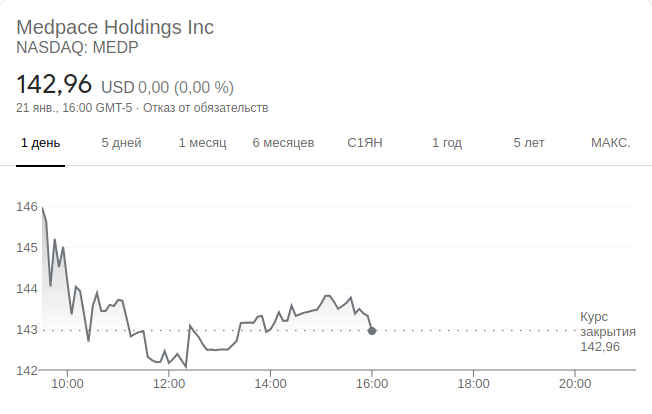 Medpace Holdings Inc
NASDAQ: MEDP
142,96 USD 0,00 (0,00 %)
21 янв., 16:00 GMT-5 · Отказ от обязательств
1 день 5 дней 1 месяц 6 месяцев С1ЯН 1 год 5 лет МАКС.
146
145
144
143
142
Курс
закрытия
142,96
10:00 12:00 14:00 16:00 18:00 20:00